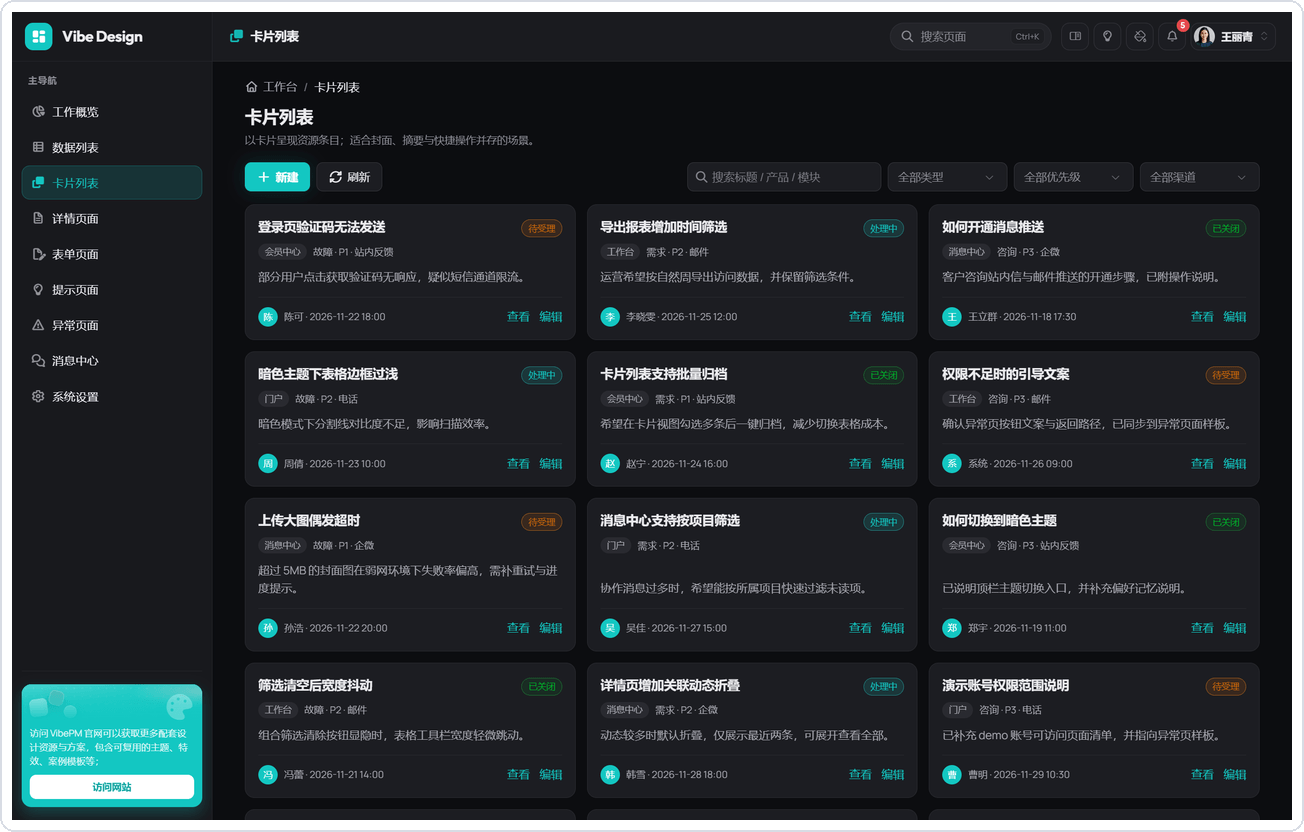 Vibe Design
卡片列表
搜索页面 Ctrl+K
5
王丽青
主导航
工作概览
数据列表
卡片列表
详情页面
表单页面
提示页面
异常页面
消息中心
系统设置
访问 VibePM 官网可以获取更多配套设
计资源与方案，包含可复用的主题、特
效、案例模板等；
访问网站
工作台 / 卡片列表
卡片列表
以卡片呈现资源条目；适合封面、摘要与快捷操作并存的场景。
新建 刷新 搜索标题 / 产品 / 模块 全部类型 全部优先级 全部渠道
登录页验证码无法发送 待受理
会员中心 故障 · P1 · 站内反馈
部分用户点击获取验证码无响应，疑似短信通道限流。
陈 陈可 · 2026-11-22 18:00 查看 编辑
导出报表增加时间筛选 处理中
工作台 需求 · P2 · 邮件
运营希望按自然周导出访问数据，并保留筛选条件。
李 李晓雯 · 2026-11-25 12:00 查看 编辑
如何开通消息推送 已关闭
消息中心 咨询 · P3 · 企微
客户咨询站内信与邮件推送的开通步骤，已附操作说明。
王 王立群 · 2026-11-18 17:30 查看 编辑
暗色主题下表格边框过浅 处理中
门户 故障 · P2 · 电话
暗色模式下分割线对比度不足，影响扫描效率。
周 周倩 · 2026-11-23 10:00 查看 编辑
卡片列表支持批量归档 已关闭
会员中心 需求 · P1 · 站内反馈
希望在卡片视图勾选多条后一键归档，减少切换表格成本。
赵 赵宁 · 2026-11-24 16:00 查看 编辑
权限不足时的引导文案 待受理
工作台 咨询 · P3 · 邮件
确认异常页按钮文案与返回路径，已同步到异常页面样板。
系 系统 · 2026-11-26 09:00 查看 编辑
上传大图偶发超时 待受理
消息中心 故障 · P1 · 企微
超过 5MB 的封面图在弱网环境下失败率偏高，需补重试与进
度提示。
孙 孙浩 · 2026-11-22 20:00 查看 编辑
消息中心支持按项目筛选 处理中
门户 需求 · P2 · 电话
协作消息过多时，希望能按所属项目快速过滤未读项。
吴 吴佳 · 2026-11-27 15:00 查看 编辑
如何切换到暗色主题 已关闭
会员中心 咨询 · P3 · 站内反馈
已说明顶栏主题切换入口，并补充偏好记忆说明。
郑 郑宇 · 2026-11-19 11:00 查看 编辑
筛选清空后宽度抖动 已关闭
工作台 故障 · P2 · 邮件
组合筛选清除按钮显隐时，表格工具栏宽度轻微跳动。
冯 冯蕾 · 2026-11-21 14:00 查看 编辑
详情页增加关联动态折叠 处理中
消息中心 需求 · P2 · 企微
动态较多时默认折叠，仅展示最近两条，可展开查看全部。
韩 韩雪 · 2026-11-28 18:00 查看 编辑
演示账号权限范围说明 待受理
门户 咨询 · P3 · 电话
已补充 demo 账号可访问页面清单，并指向异常页样板。
曹 曹明 · 2026-11-29 10:30 查看 编辑